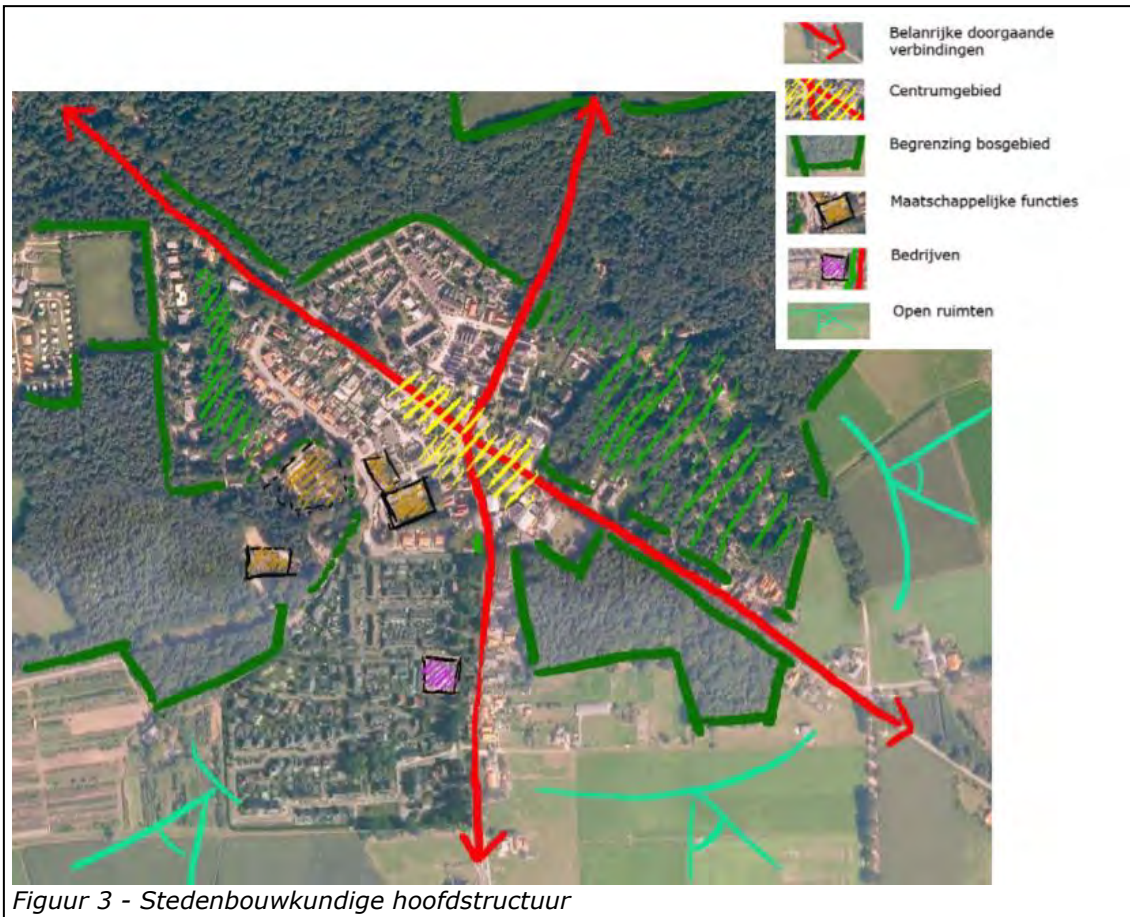 Belanrijke doorgaande
verbindingen
Centrumgebied
Begrenzing bosgebied
Maatschappelijke functies
Bedrijven
Open ruimten
Figuur 3 - Stedenbouwkundige hoofdstructuur